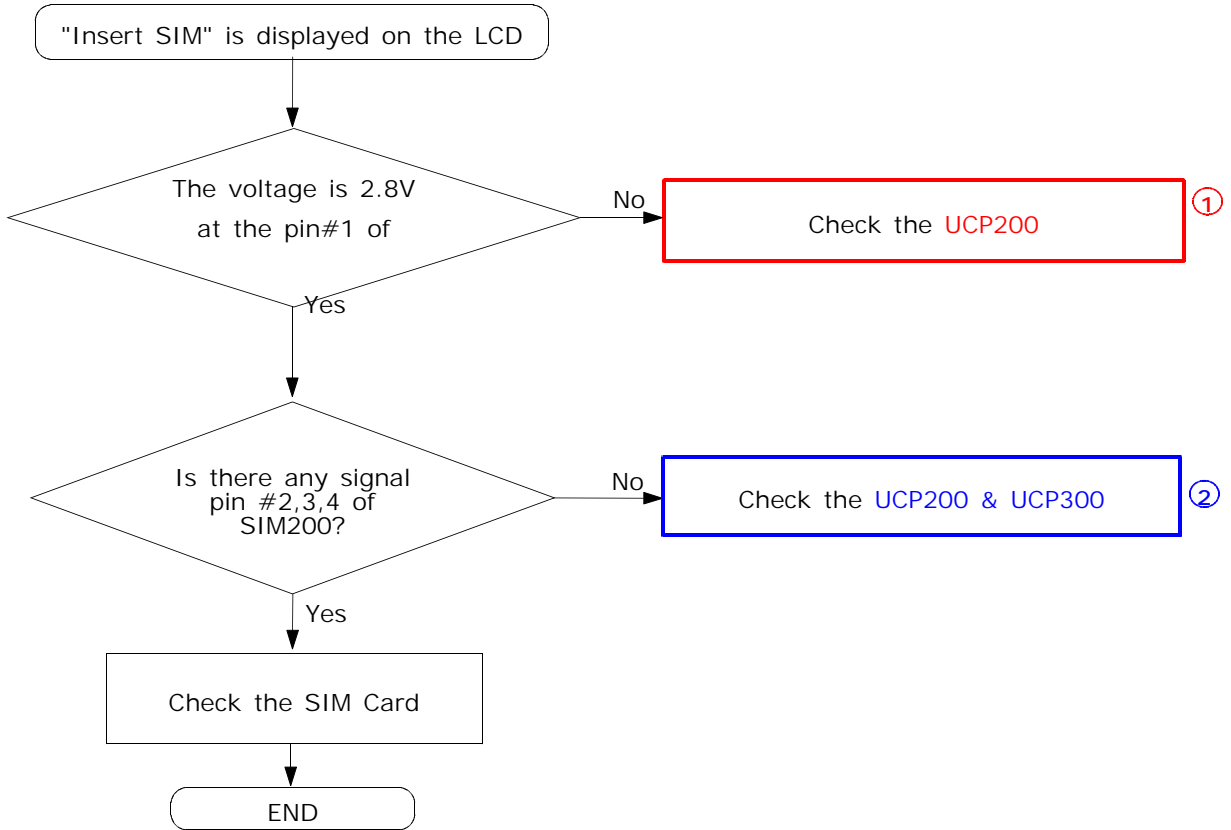 "Insert SIM" is displayed on the LCD
The voltage is 2.8V
at the pin#1 of
No
Check the UCP200
1
Yes
Is there any signal
pin #2,3,4 of
SIM200?
No
Check the UCP200 & UCP300
2
Yes
Check the SIM Card
END